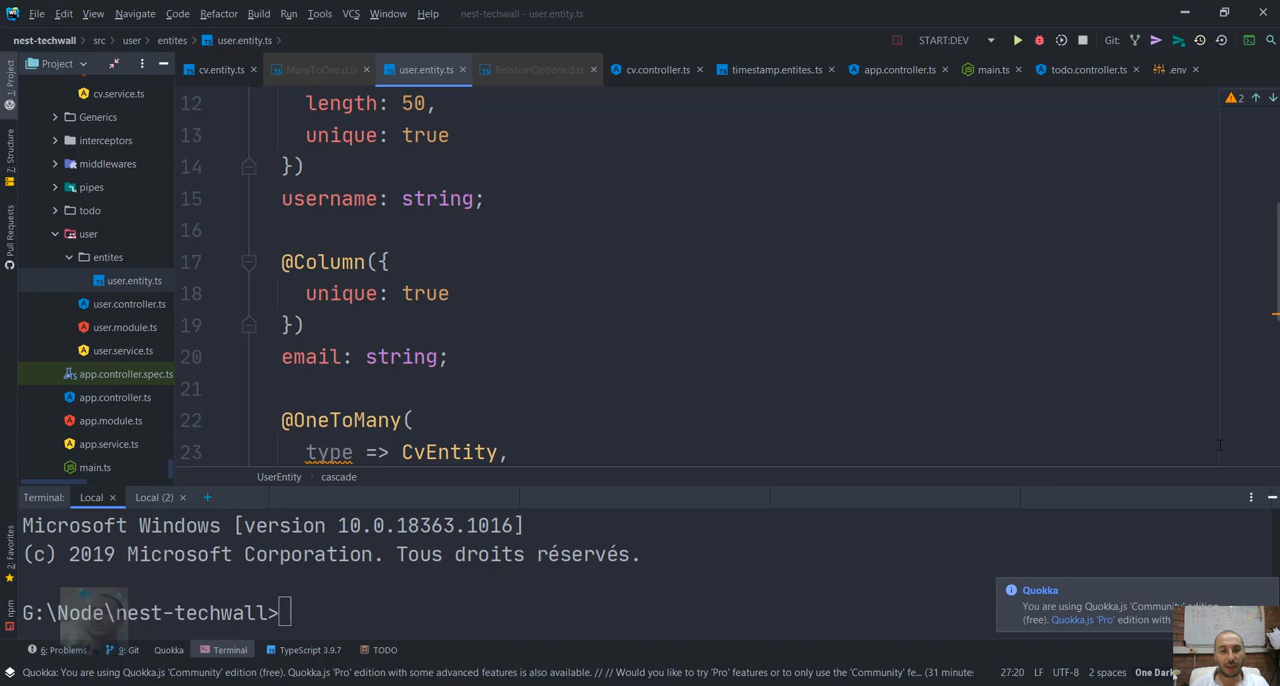 File Edit View Navigate Code Refactor Build Run Tools VCS Window Help nest-techwall - user.entity.ts
nest-techwall src user entites user.entity.ts START:DEV Git:
Project
cv.entity.ts ManyToOne.d.ts user.entity.ts RelationOptions.d.ts cv.controller.ts timestamp.entites..ts app.controller.ts main.ts todo.controller.ts .env
1: Project
Z: Structure
Pull Requests
2: Favorites
npm
cv.service.ts
Generics
interceptors
middlewares
pipes
todo
user
entites
user.entity.ts
user.controller.ts
user.module.ts
user.service.ts
app.controller.spec.ts
app.controller.ts
app.module.ts
app.service.ts
main.ts
2
12 length: 50,
13 unique: true
14 })
15 username: string;
16
17 @Column({
18 unique: true
19 })
20 email: string;
21
22 @OneToMany(
23 type => CvEntity,
UserEntity cascade
Terminal: Local Local (2) +
Microsoft Windows [version 10.0.18363.1016]
(c) 2019 Microsoft Corporation. Tous droits réservés.
G:\Node\nest-techwall>
Quokka
You are using Quokka.js 'Community' edition
(free). Quokka.js 'Pro' edition with
6: Problems 9: Git Quokka Terminal TypeScript 3.9.7 TODO
Quokka: You are using Quokka.js 'Community' edition (free). Quokka.js 'Pro' edition with some advanced features is also available. // // Would you like to try 'Pro' features or to only use the 'Community' fe... (31 minutes 27:20 LF UTF-8 2 spaces One Dark